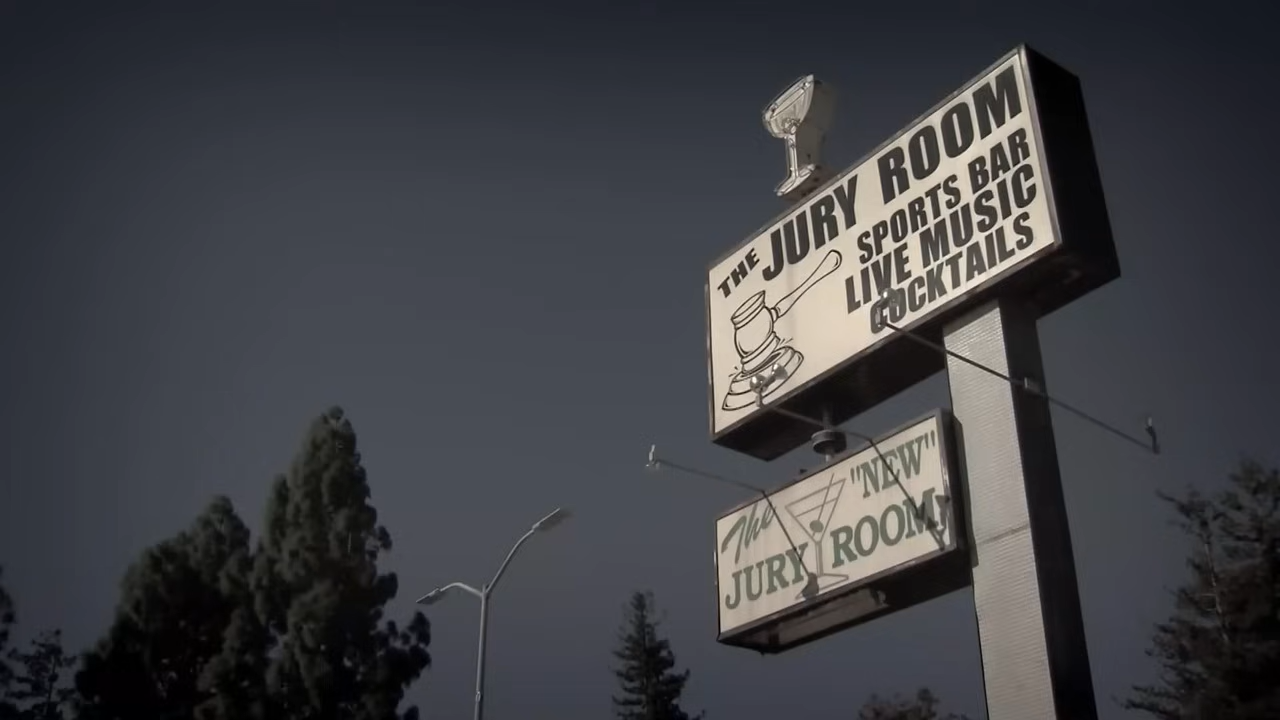 THE JURY ROOM
SPORTS BAR
LIVE MUSIC
COCKTAILS
The "NEW"
JURY ROOM